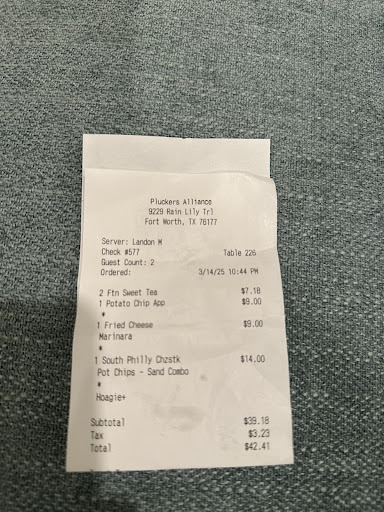 Pluckers Alliance
9229 Rain Lily Trl
Fort Worth, TX 76177
Server: Landon M
Check #577 Table 226
Guest Count: 2
Ordered: 3/14/25 10:44 PM
2 Ftn Sweet Tea $7.18
1 Potato Chip App $9.00
*
1 Fried Cheese $9.00
Marinara
*
1 South Philly Chzstk $14.00
Pot Chips - Sand Combo
*
Hoagie+
Subtotal $39.18
Tax $3.23
Total $42.41